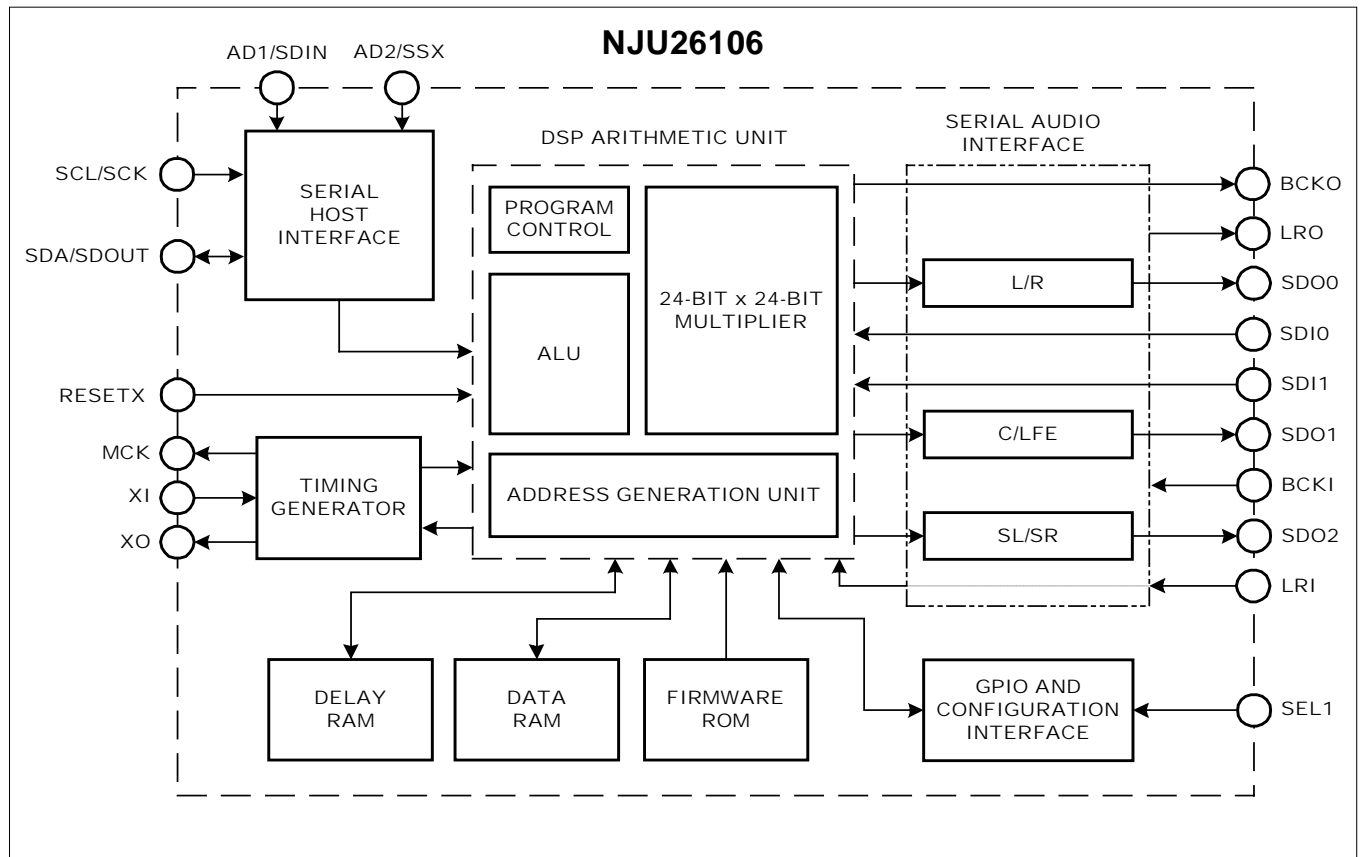 NJU26106
AD1/SDIN
AD2/SSX
DSP ARITHMETIC UNIT
SERIAL AUDIO
INTERFACE
SCL/SCK
SDA/SDOUT
SERIAL
HOST
INTERFACE
PROGRAM
CONTROL
24-BIT x 24-BIT
MULTIPLIER
ALU
ADDRESS GENERATION UNIT
L/R
C/LFE
SL/SR
BCKO
LRO
SDO0
SDI0
SDI1
SDO1
BCKI
SDO2
LRI
RESETX
MCK
XI
XO
TIMING
GENERATOR
DELAY
RAM
DATA
RAM
FIRMWARE
ROM
GPIO AND
CONFIGURATION
INTERFACE
SEL1